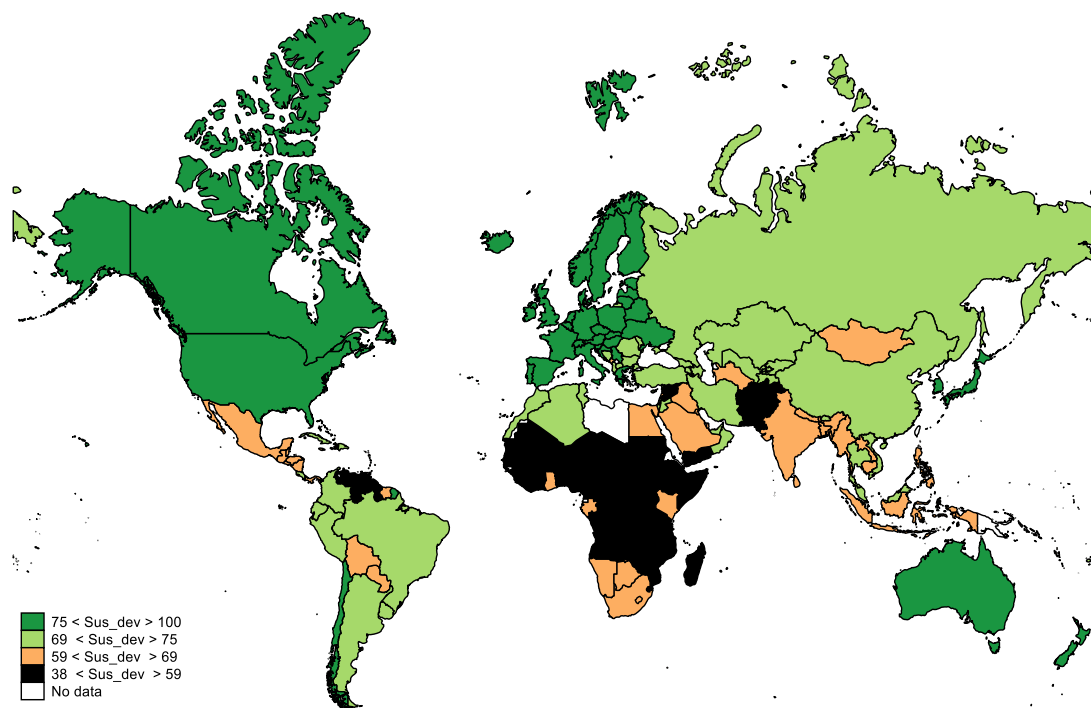 75 < Sus_dev > 100
69 < Sus_dev > 75
59 < Sus_dev > 69
38 < Sus_dev > 59
No data